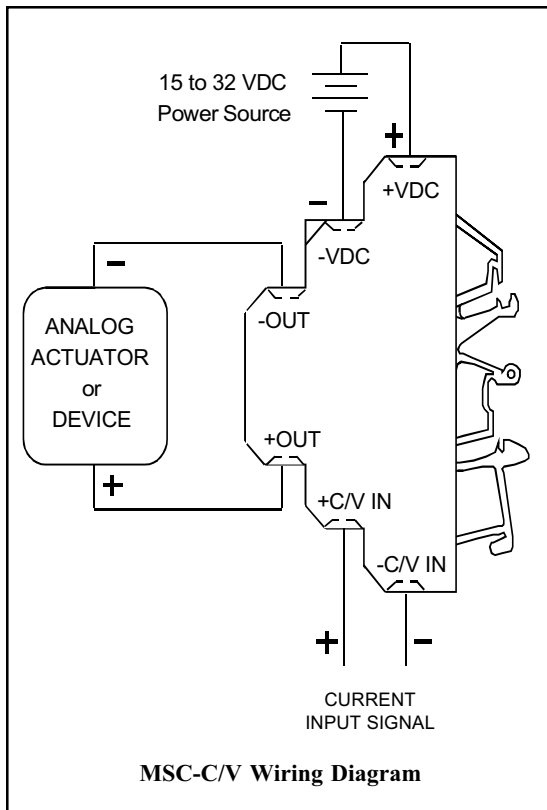 15 to 32 VDC
Power Source
+
+VDC
–
-VDC
–
-OUT
ANALOG
ACTUATOR
or
DEVICE
+OUT
+
+C/V IN
-C/V IN
+
–
CURRENT
INPUT SIGNAL
MSC-C/V Wiring Diagram